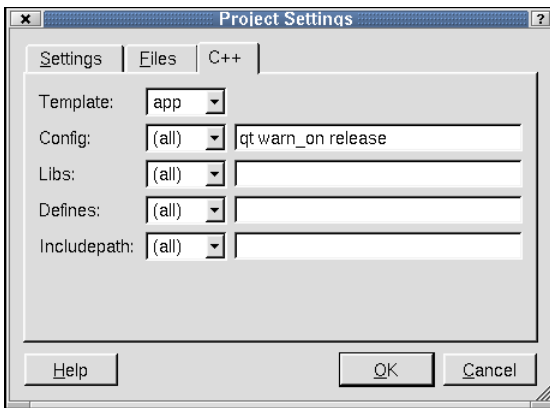 Project Settings
?
Settings Files C++
Template: app
Config: (all) qt warn_on release
Libs: (all)
Defines: (all)
Includepath: (all)
Help OK Cancel